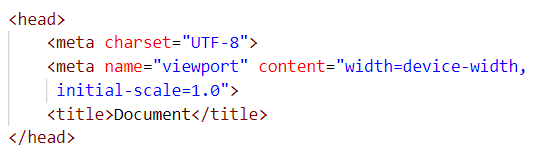 <head>
<meta charset="UTF-8">
<meta name="viewport" content="width=device-width,
initial-scale=1.0">
<title>Document</title>
</head>